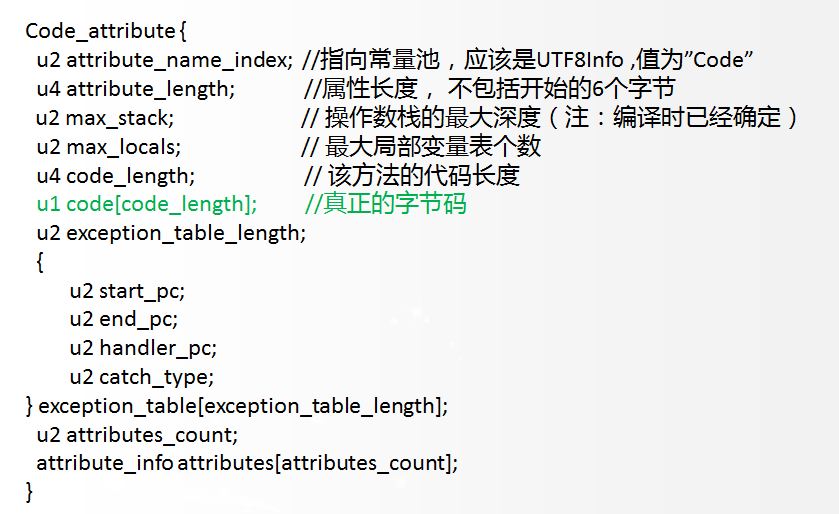 Code_attribute {
u2 attribute_name_index; //指向常量池，应该是UTF8Info ,值为”Code”
u4 attribute_length; //属性长度， 不包括开始的6个字节
u2 max_stack; // 操作数栈的最大深度（注：编译时已经确定）
u2 max_locals; // 最大局部变量表个数
u4 code_length; // 该方法的代码长度
u1 code[code_length]; //真正的字节码
u2 exception_table_length;
{
u2 start_pc;
u2 end_pc;
u2 handler_pc;
u2 catch_type;
} exception_table[exception_table_length];
u2 attributes_count;
attribute_info attributes[attributes_count];
}